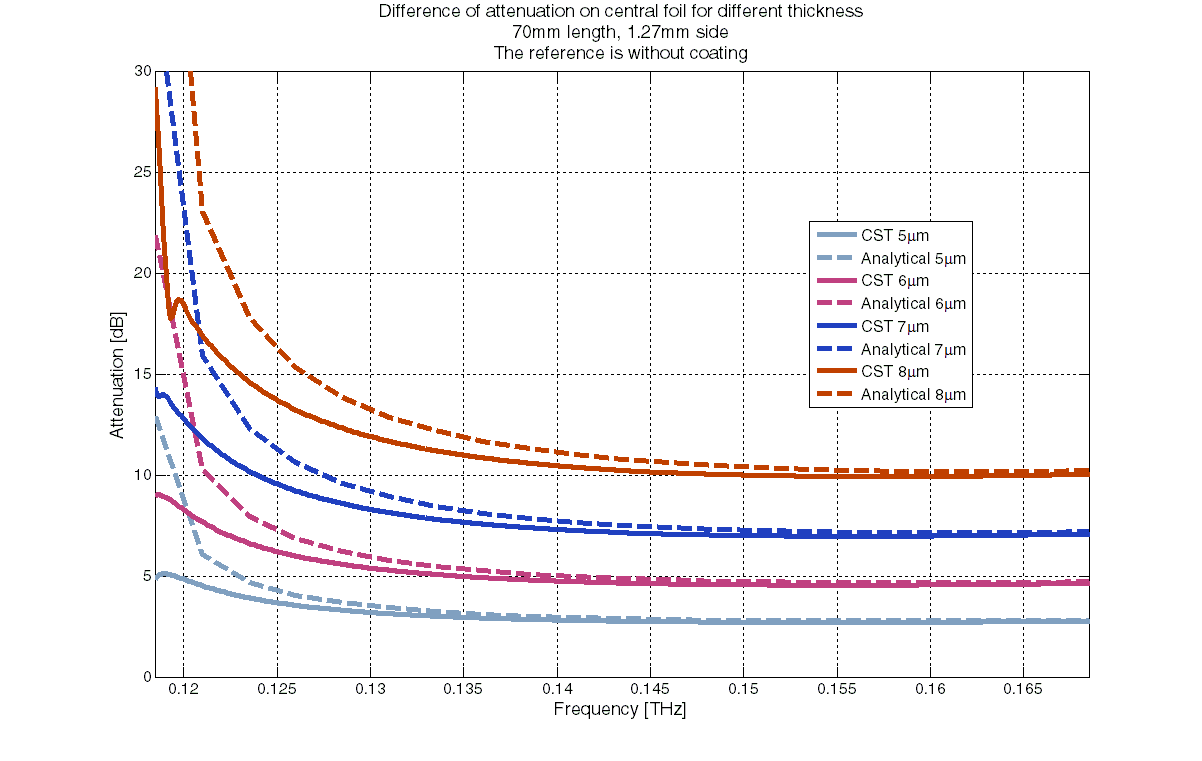 Difference of attenuation on central foil for different thickness
70mm length, 1.27mm side
The reference is without coating
30
25
20
15
10
5
0
Attenuation [dB]
CST 5μm
Analytical 5μm
CST 6μm
Analytical 6μm
CST 7μm
Analytical 7μm
CST 8μm
Analytical 8μm
0.12 0.125 0.13 0.135 0.14 0.145 0.15 0.155 0.16 0.165
Frequency [THz]